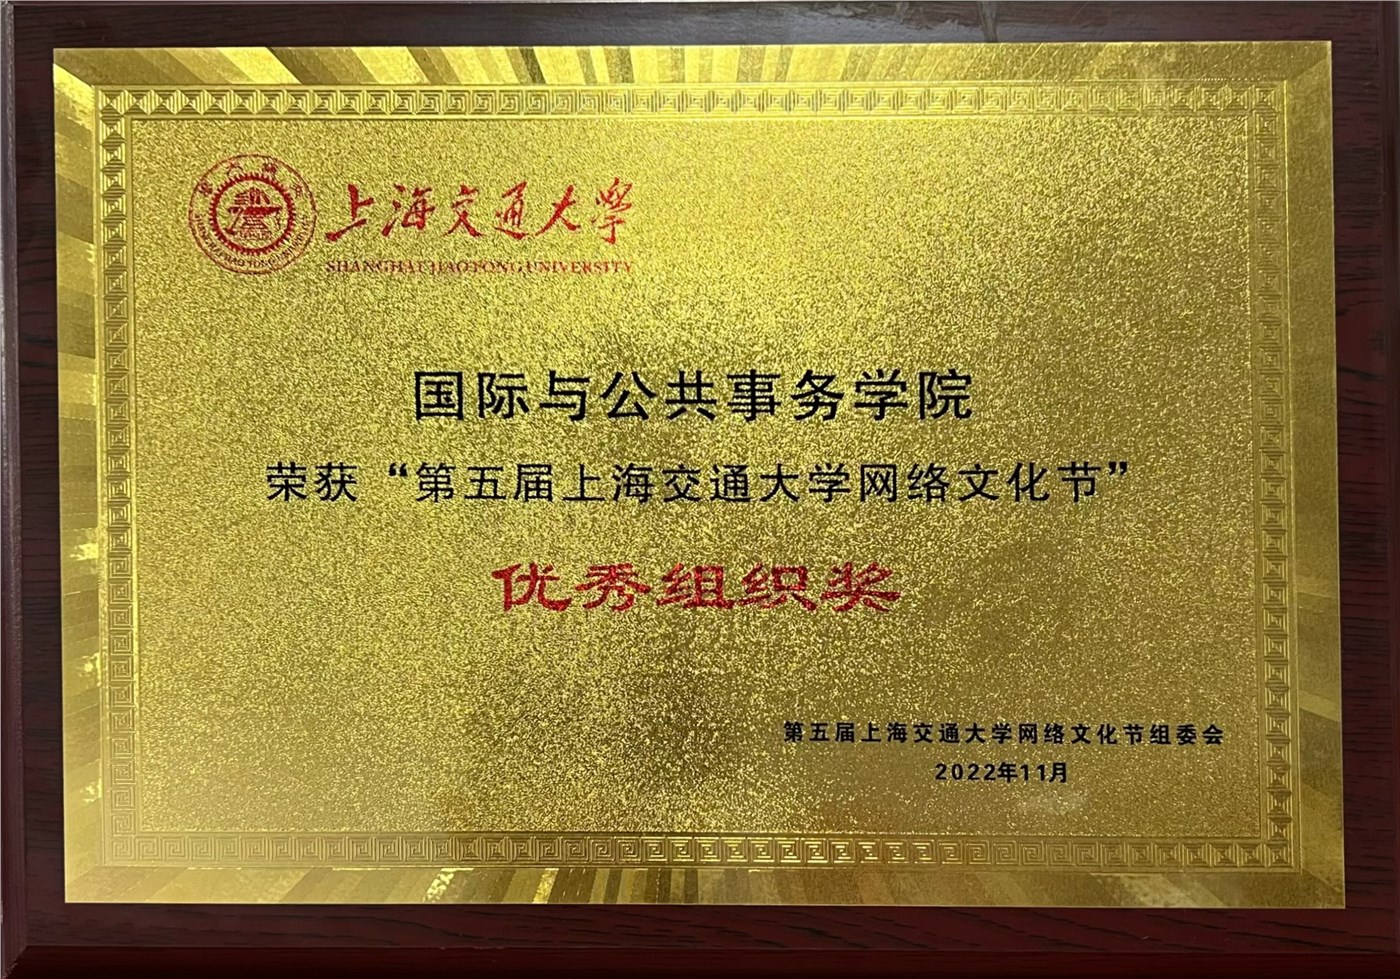 上海交通大學
SHANGHAI JIAO TONG UNIVERSITY
国际与公共事务学院
荣获“第五届上海交通大学网络文化节”
优秀组织奖
第五届上海交通大学网络文化节组委会
2022年11月